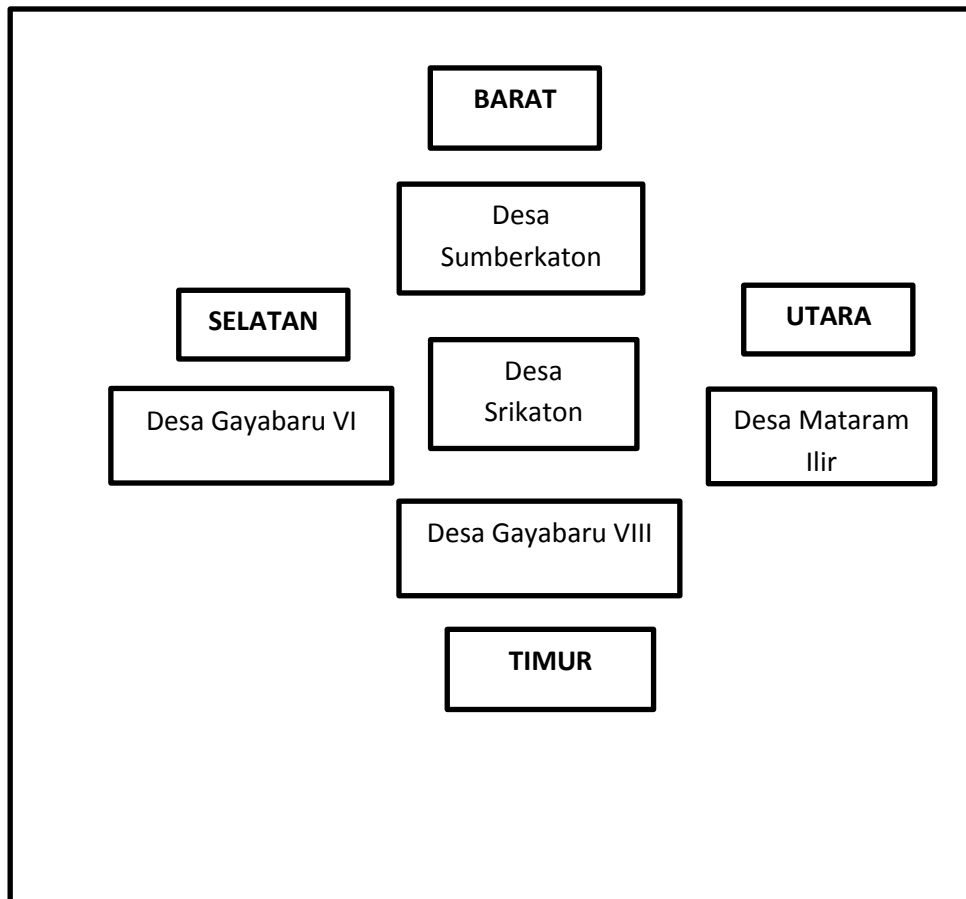 BARAT
Desa
Sumberkaton
SELATAN
UTARA
Desa
Srikaton
Desa Gayabaru VI
Desa Mataram
Ilir
Desa Gayabaru VIII
TIMUR